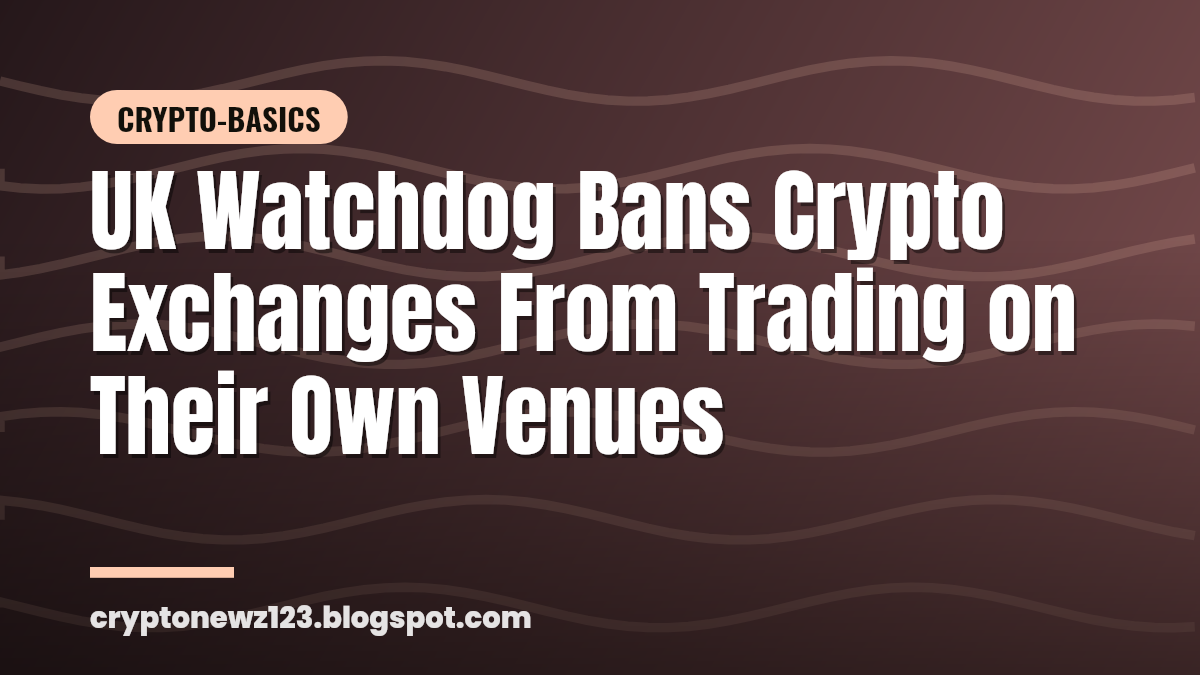 CRYPTO-BASICS
UK Watchdog Bans Crypto
Exchanges From Trading on
Their Own Venues
cryptonewz123.blogspot.com